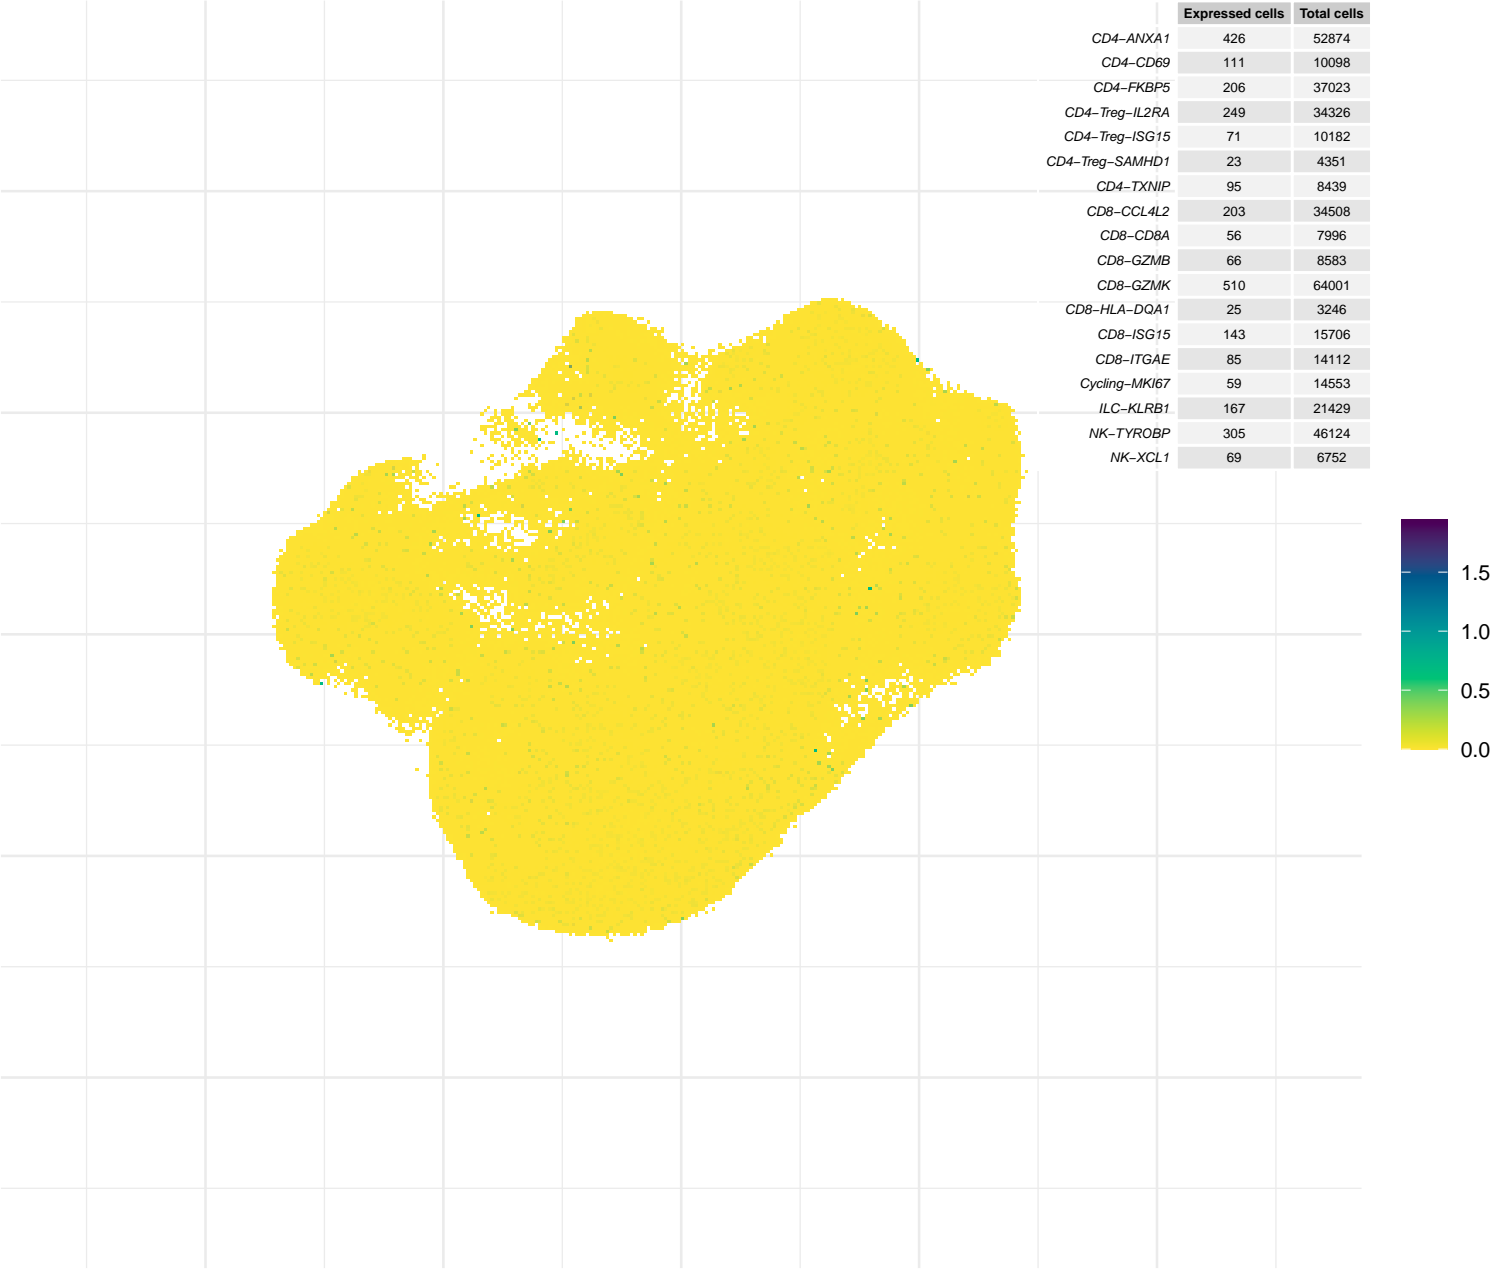 Expressed cells Total cells
CD4−ANXA1 426 52874
CD4−CD69 111 10098
CD4−FKBP5 206 37023
CD4−Treg−IL2RA 249 34326
CD4−Treg−ISG15 71 10182
CD4−Treg−SAMHD1 23 4351
CD4−TXNIP 95 8439
CD8−CCL4L2 203 34508
CD8−CD8A 56 7996
CD8−GZMB 66 8583
CD8−GZMK 510 64001
CD8−HLA−DQA1 25 3246
CD8−ISG15 143 15706
CD8−ITGAE 85 14112
Cycling−MKI67 59 14553
ILC−KLRB1 167 21429
NK−TYROBP 305 46124
NK−XCL1 69 6752
1.5
1.0
0.5
0.0